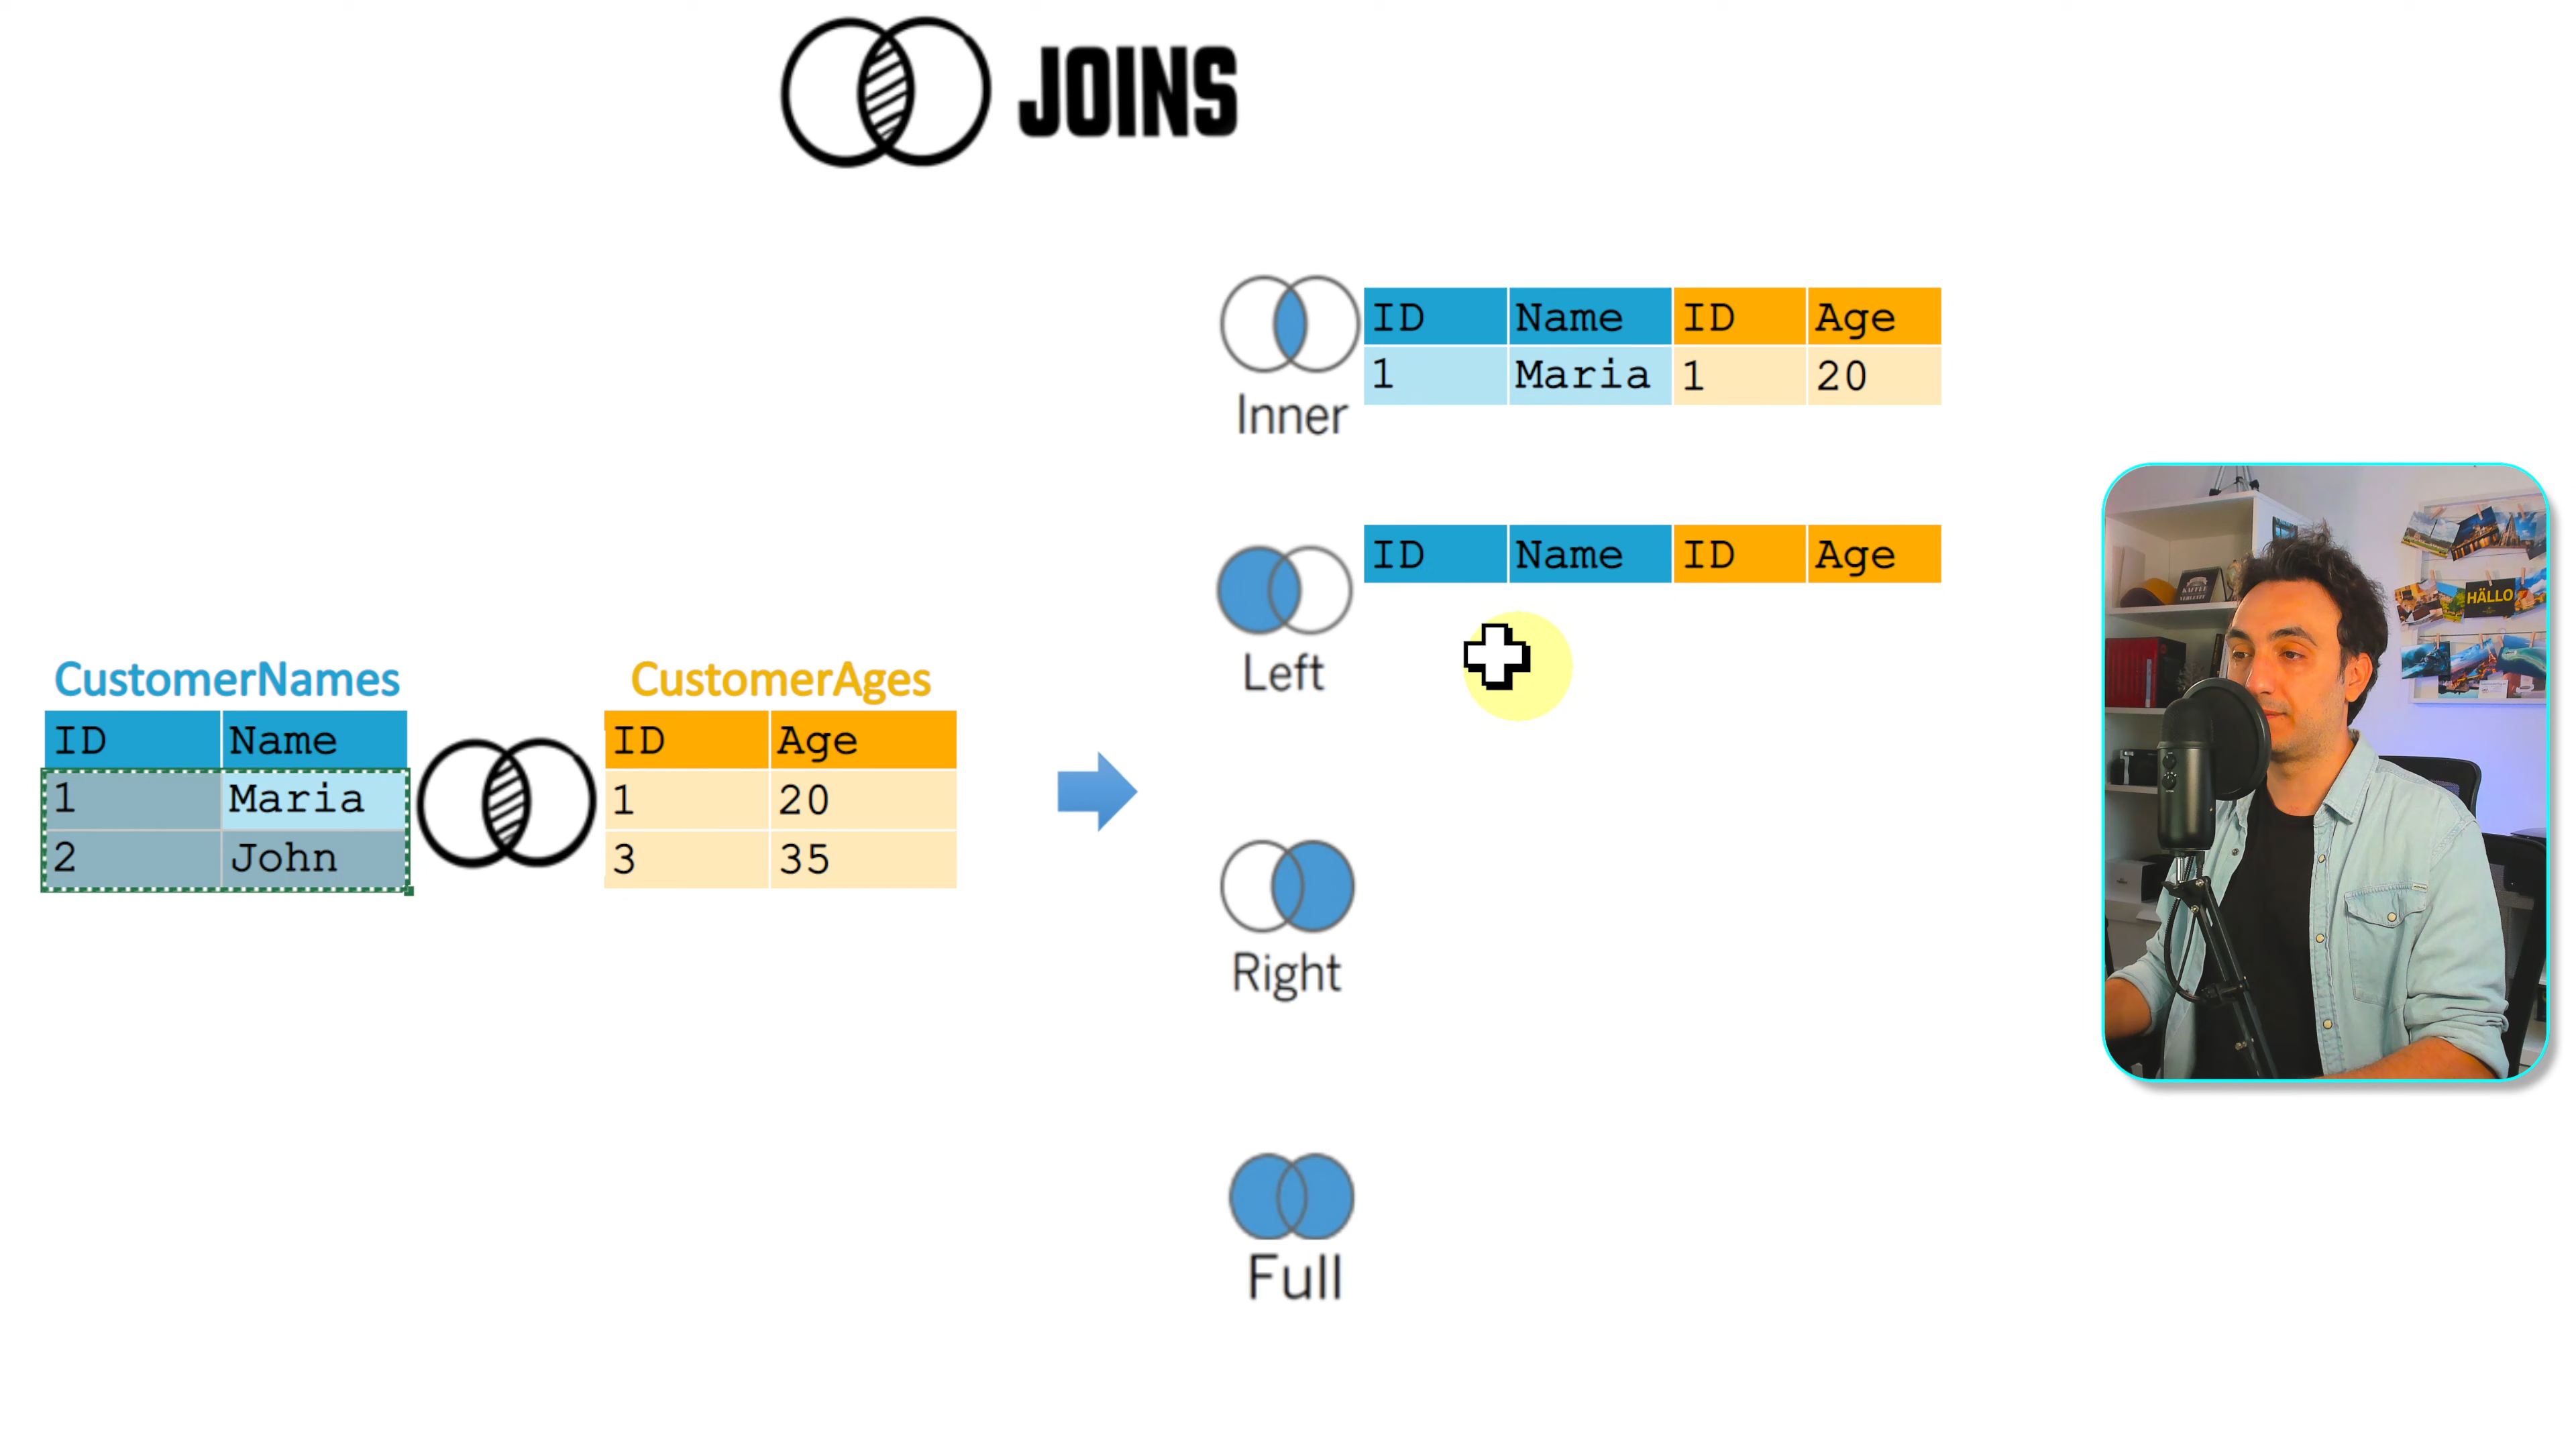 JOINS
ID Name ID Age
1 Maria 1 20
Inner
ID Name ID Age
Left
CustomerNames
ID Name
1 Maria
2 John
CustomerAges
ID Age
1 20
3 35
Right
Full
HÄLLO